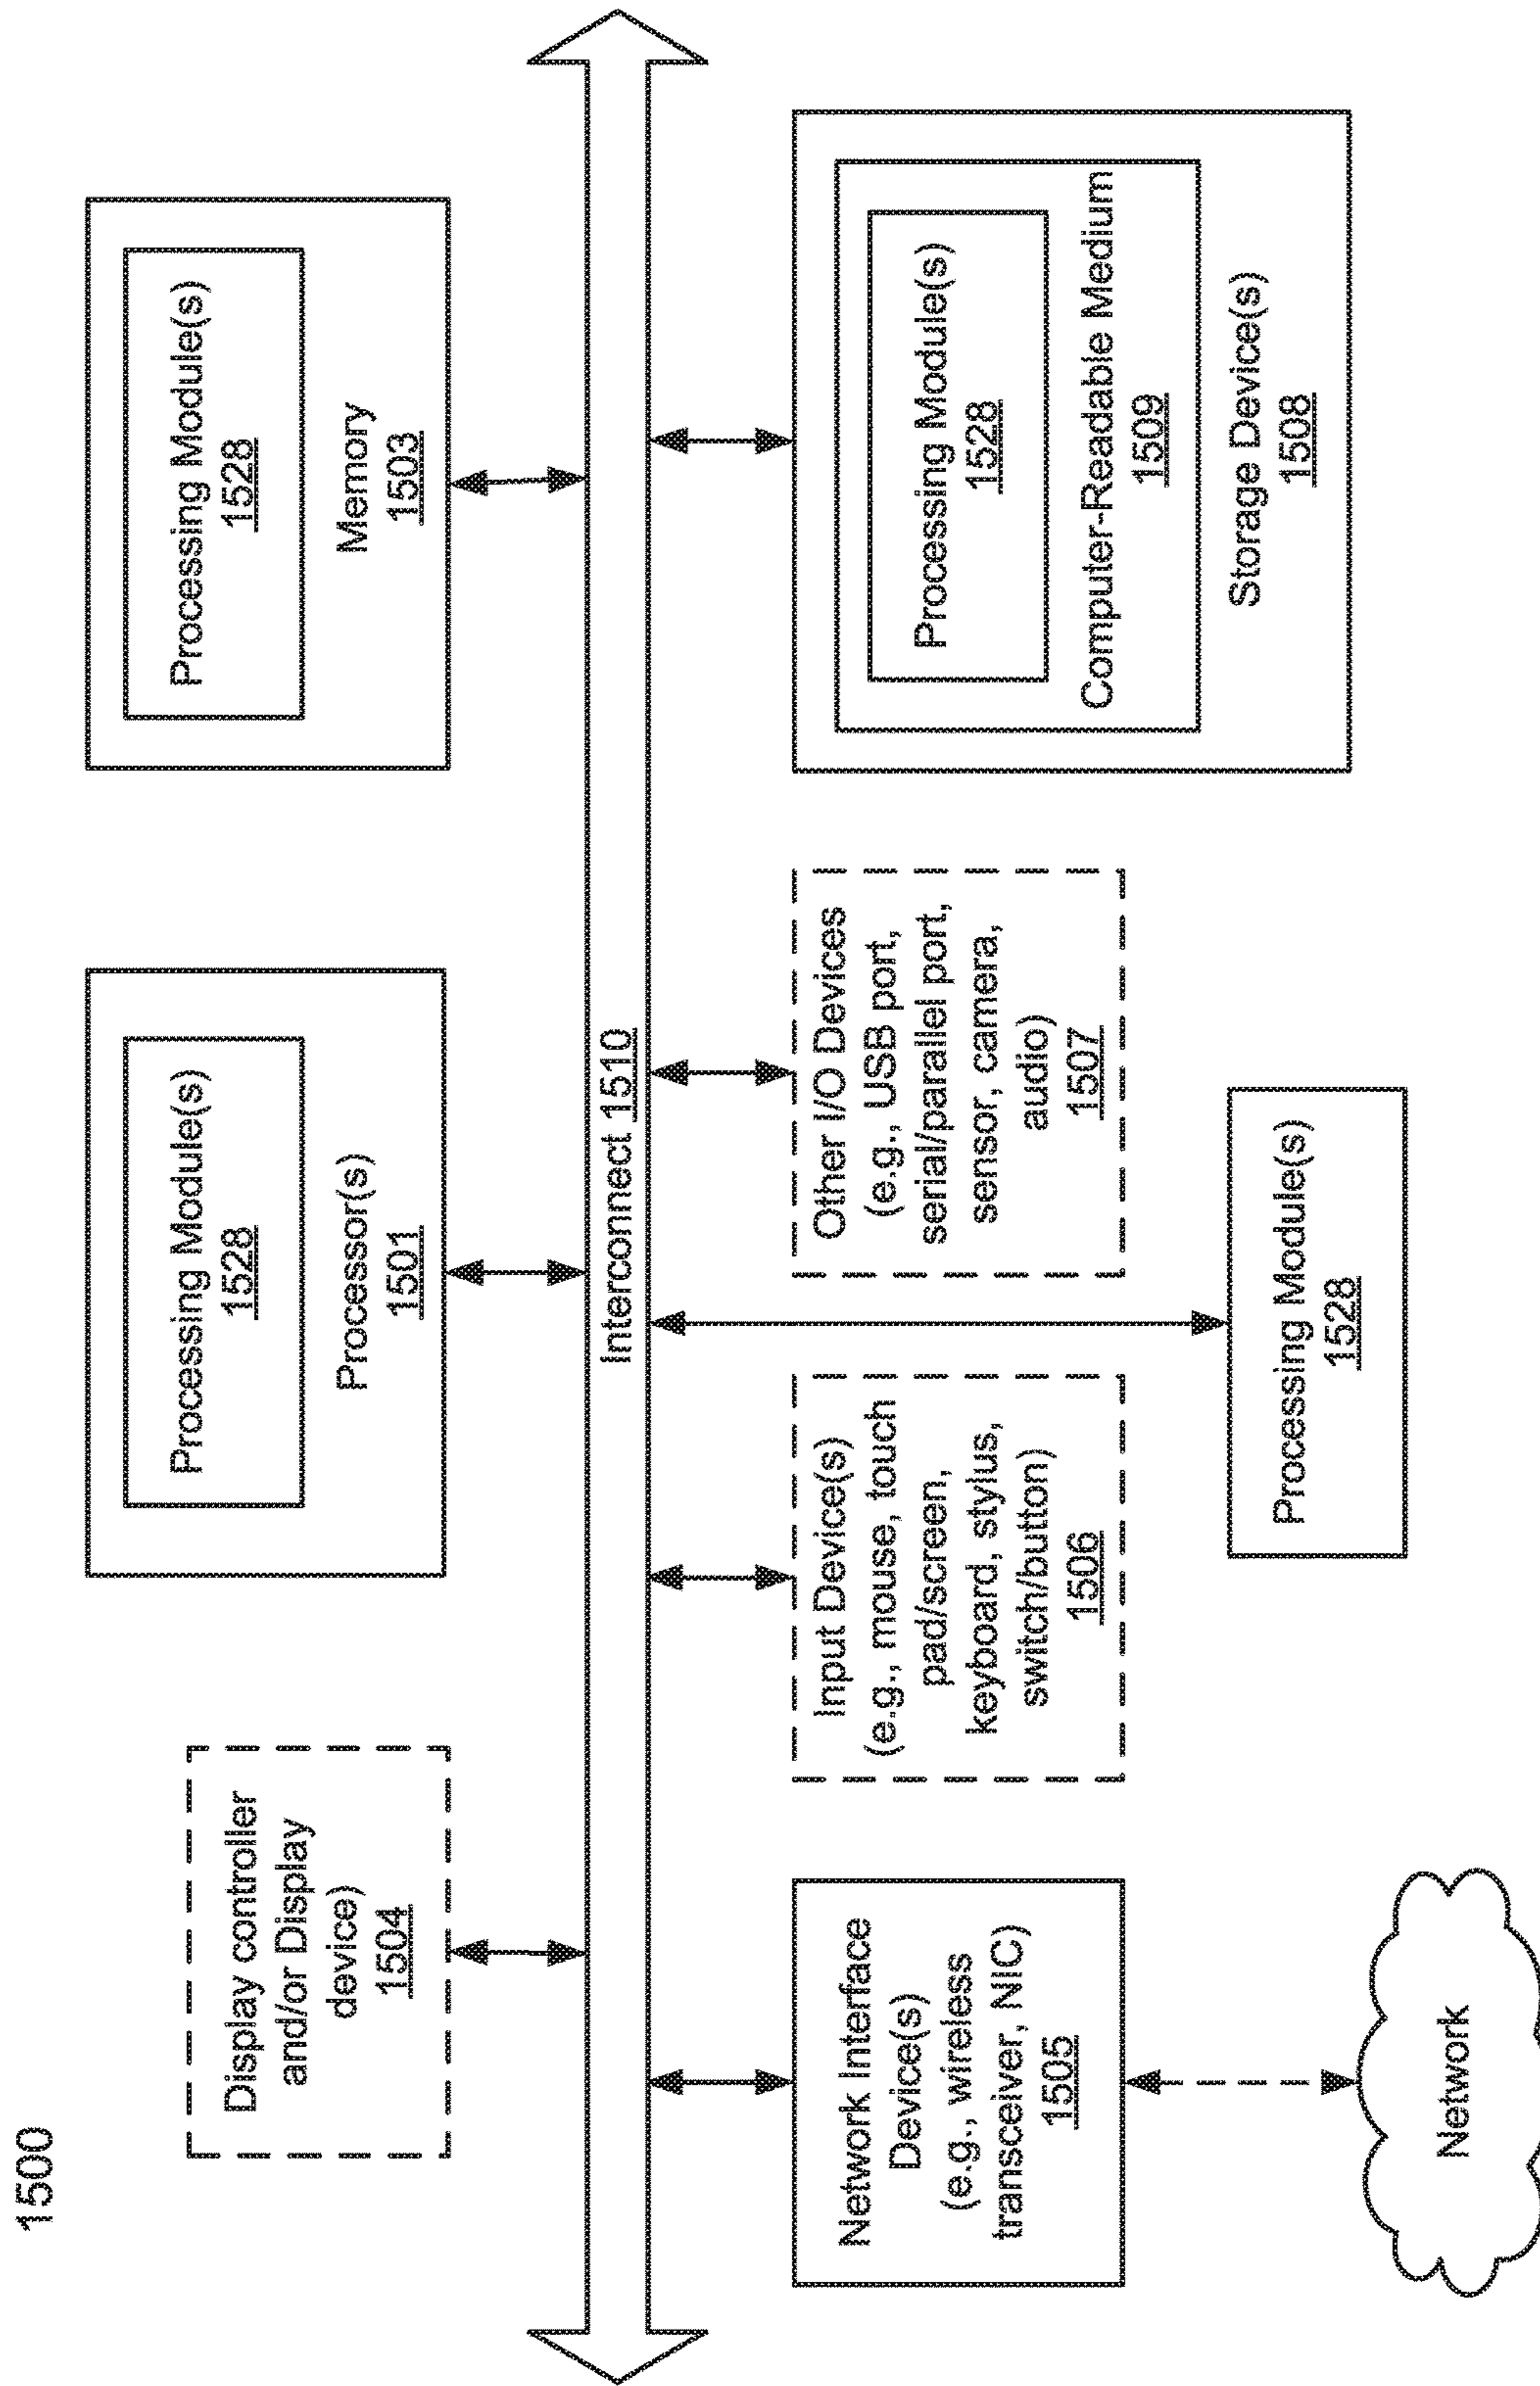 1500
Display controller
and/or Display
device)
1504
Processing Module(s)
1528
Processor(s)
1501
Processing Module(s)
1528
Memory
1503
Interconnect 1510
Network Interface
Device(s)
(e.g., wireless
transceiver, NIC)
1505
Input Device(s)
(e.g., mouse, touch
pad/screen,
keyboard, stylus,
switch/button)
1506
Other I/O Devices
(e.g., USB port,
serial/parallel port,
sensor, camera,
audio)
1507
Processing Module(s)
1528
Computer-Readable Medium
1509
Storage Device(s)
1508
Processing Module(s)
1528
Network